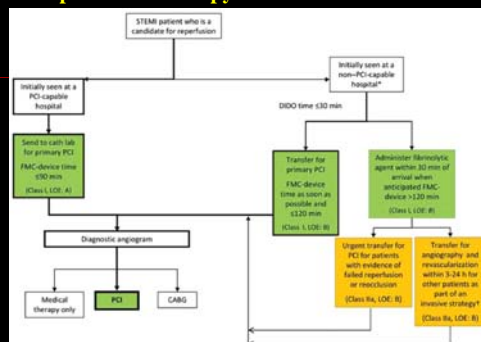 STEMI patient who is a
candidate for reperfusion
Initially seen at a
PCI-capable
hospital
Initially seen at a
non–PCI-capable
hospital*
DIDO time ≤30 min
Send to cath lab
for primary PCI
FMC-device time
≤90 min
(Class I, LOE: A)
Transfer for
primary PCI
FMC-device
time as soon as
possible and
≤120 min
(Class I, LOE: B)
Administer fibrinolytic
agent within 30 min of
arrival when
anticipated FMC-
device >120 min
(Class I, LOE: B)
Diagnostic angiogram
Urgent transfer for
PCI for patients
with evidence of
failed reperfusion
or reocclusion
(Class IIa, LOE: B)
Transfer for
angiography and
revascularization
within 3-24 h for
other patients as
part of an
invasive strategy†
(Class IIa, LOE: B)
Medical
therapy only
PCI
CABG